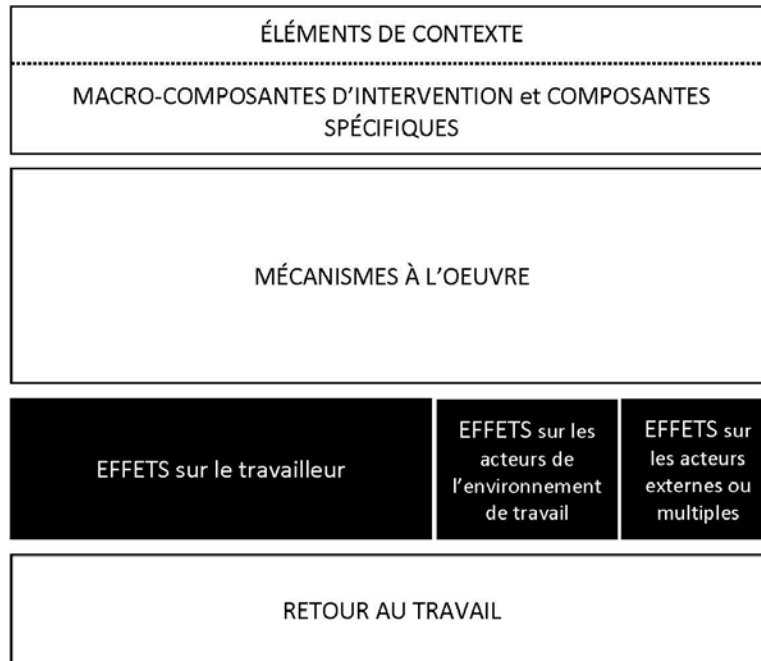 ÉLÉMENTS DE CONTEXTE
MACRO-COMPOSANTES D'INTERVENTION et COMPOSANTES
SPÉCIFIQUES
MÉCANISMES À L'OEUVRE
EFFETS sur le travailleur
EFFETS sur les
acteurs de
l'environnement
de travail
EFFETS sur
les acteurs
externes ou
multiples
RETOUR AU TRAVAIL